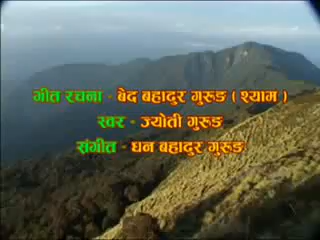 गीत रचना - बेद बहादुर गुरुङ ( श्याम )
स्वर - ज्योती गुरुङ
संगीत - धन बहादुर गुरुङ